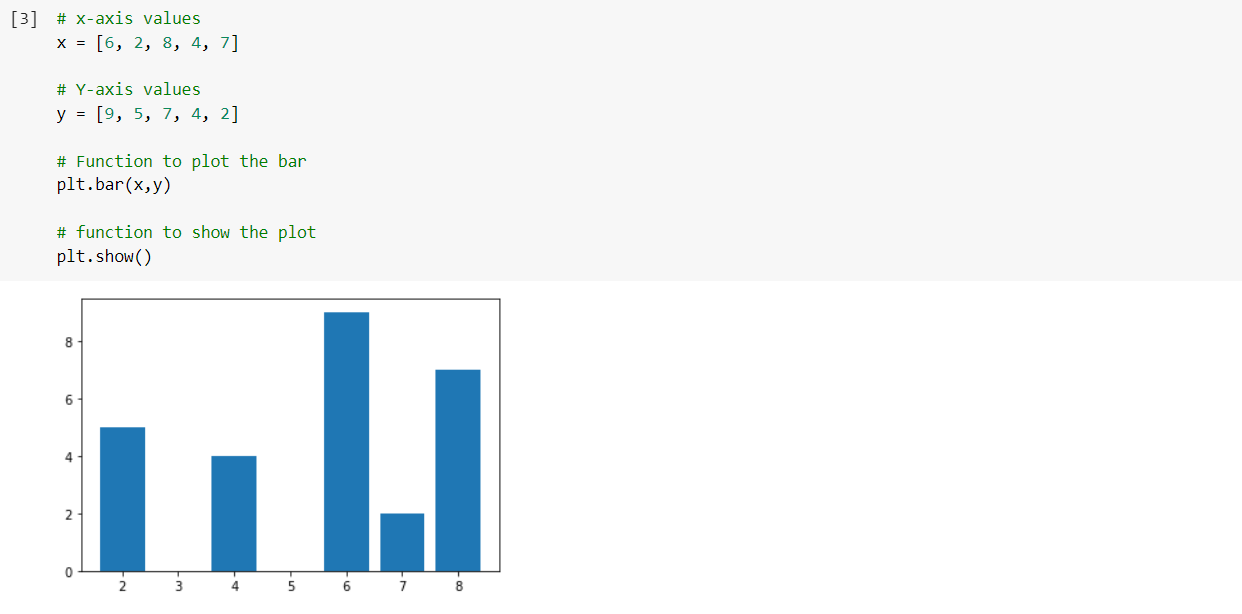 [3] # x-axis values
x = [6, 2, 8, 4, 7]
# Y-axis values
y = [9, 5, 7, 4, 2]
# Function to plot the bar
plt.bar(x,y)
# function to show the plot
plt.show()
8
6
4
2
0
2 3 4 5 6 7 8